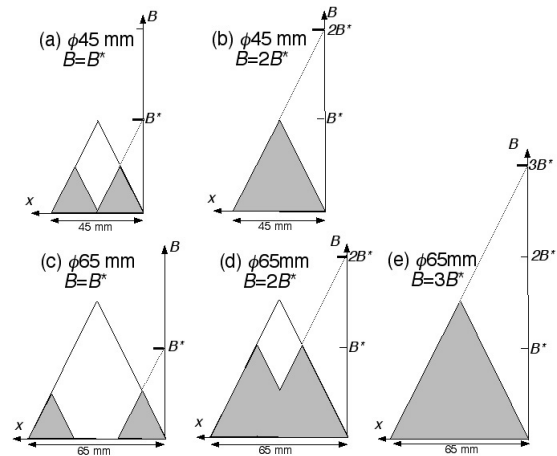 (a) ϕ45 mm
B=B*
B
B*
x
45 mm
(b) ϕ45 mm
B=2B*
B
2B*
B*
x
45 mm
(c) ϕ65 mm
B=B*
B
B*
x
65 mm
(d) ϕ65mm
B=2B*
B
2B*
B*
x
65 mm
(e) ϕ65mm
B=3B*
B
3B*
2B*
B*
x
65 mm